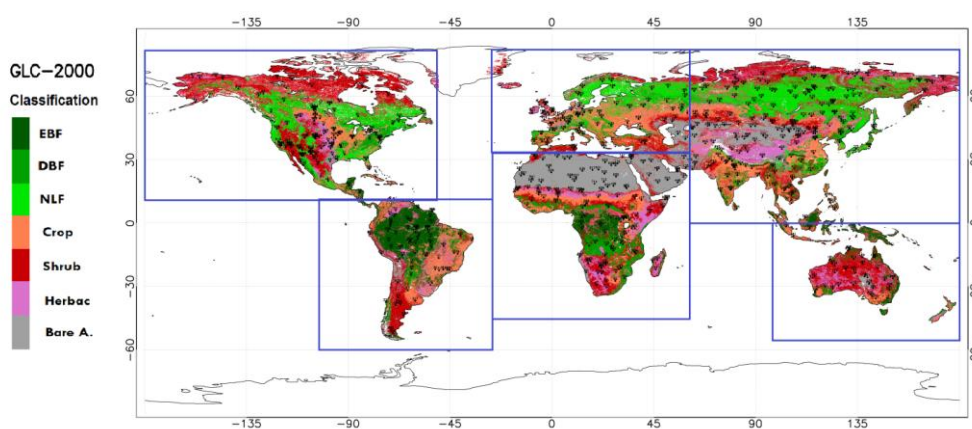 −135 −90 −45 0 45 90 135
GLC−2000
Classification
EBF
DBF
NLF
Crop
Shrub
Herbac
Bare A.
60
30
0
−30
−60
−135 −90 −45 0 45 90 135